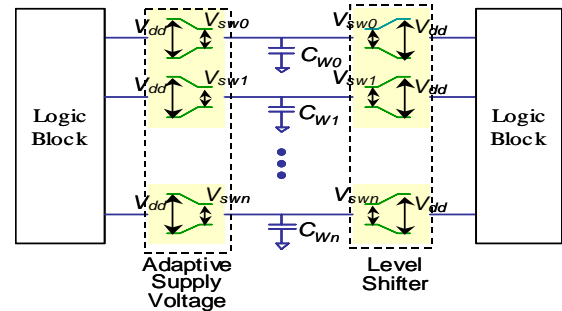 Vdd Vsw0 CW0 Vsw0 Vdd
Vdd Vsw1 CW1 Vsw1 Vdd
Logic Block
Logic Block
Vdd Vswn CWn Vswn Vdd
Adaptive Supply Voltage
Level Shifter